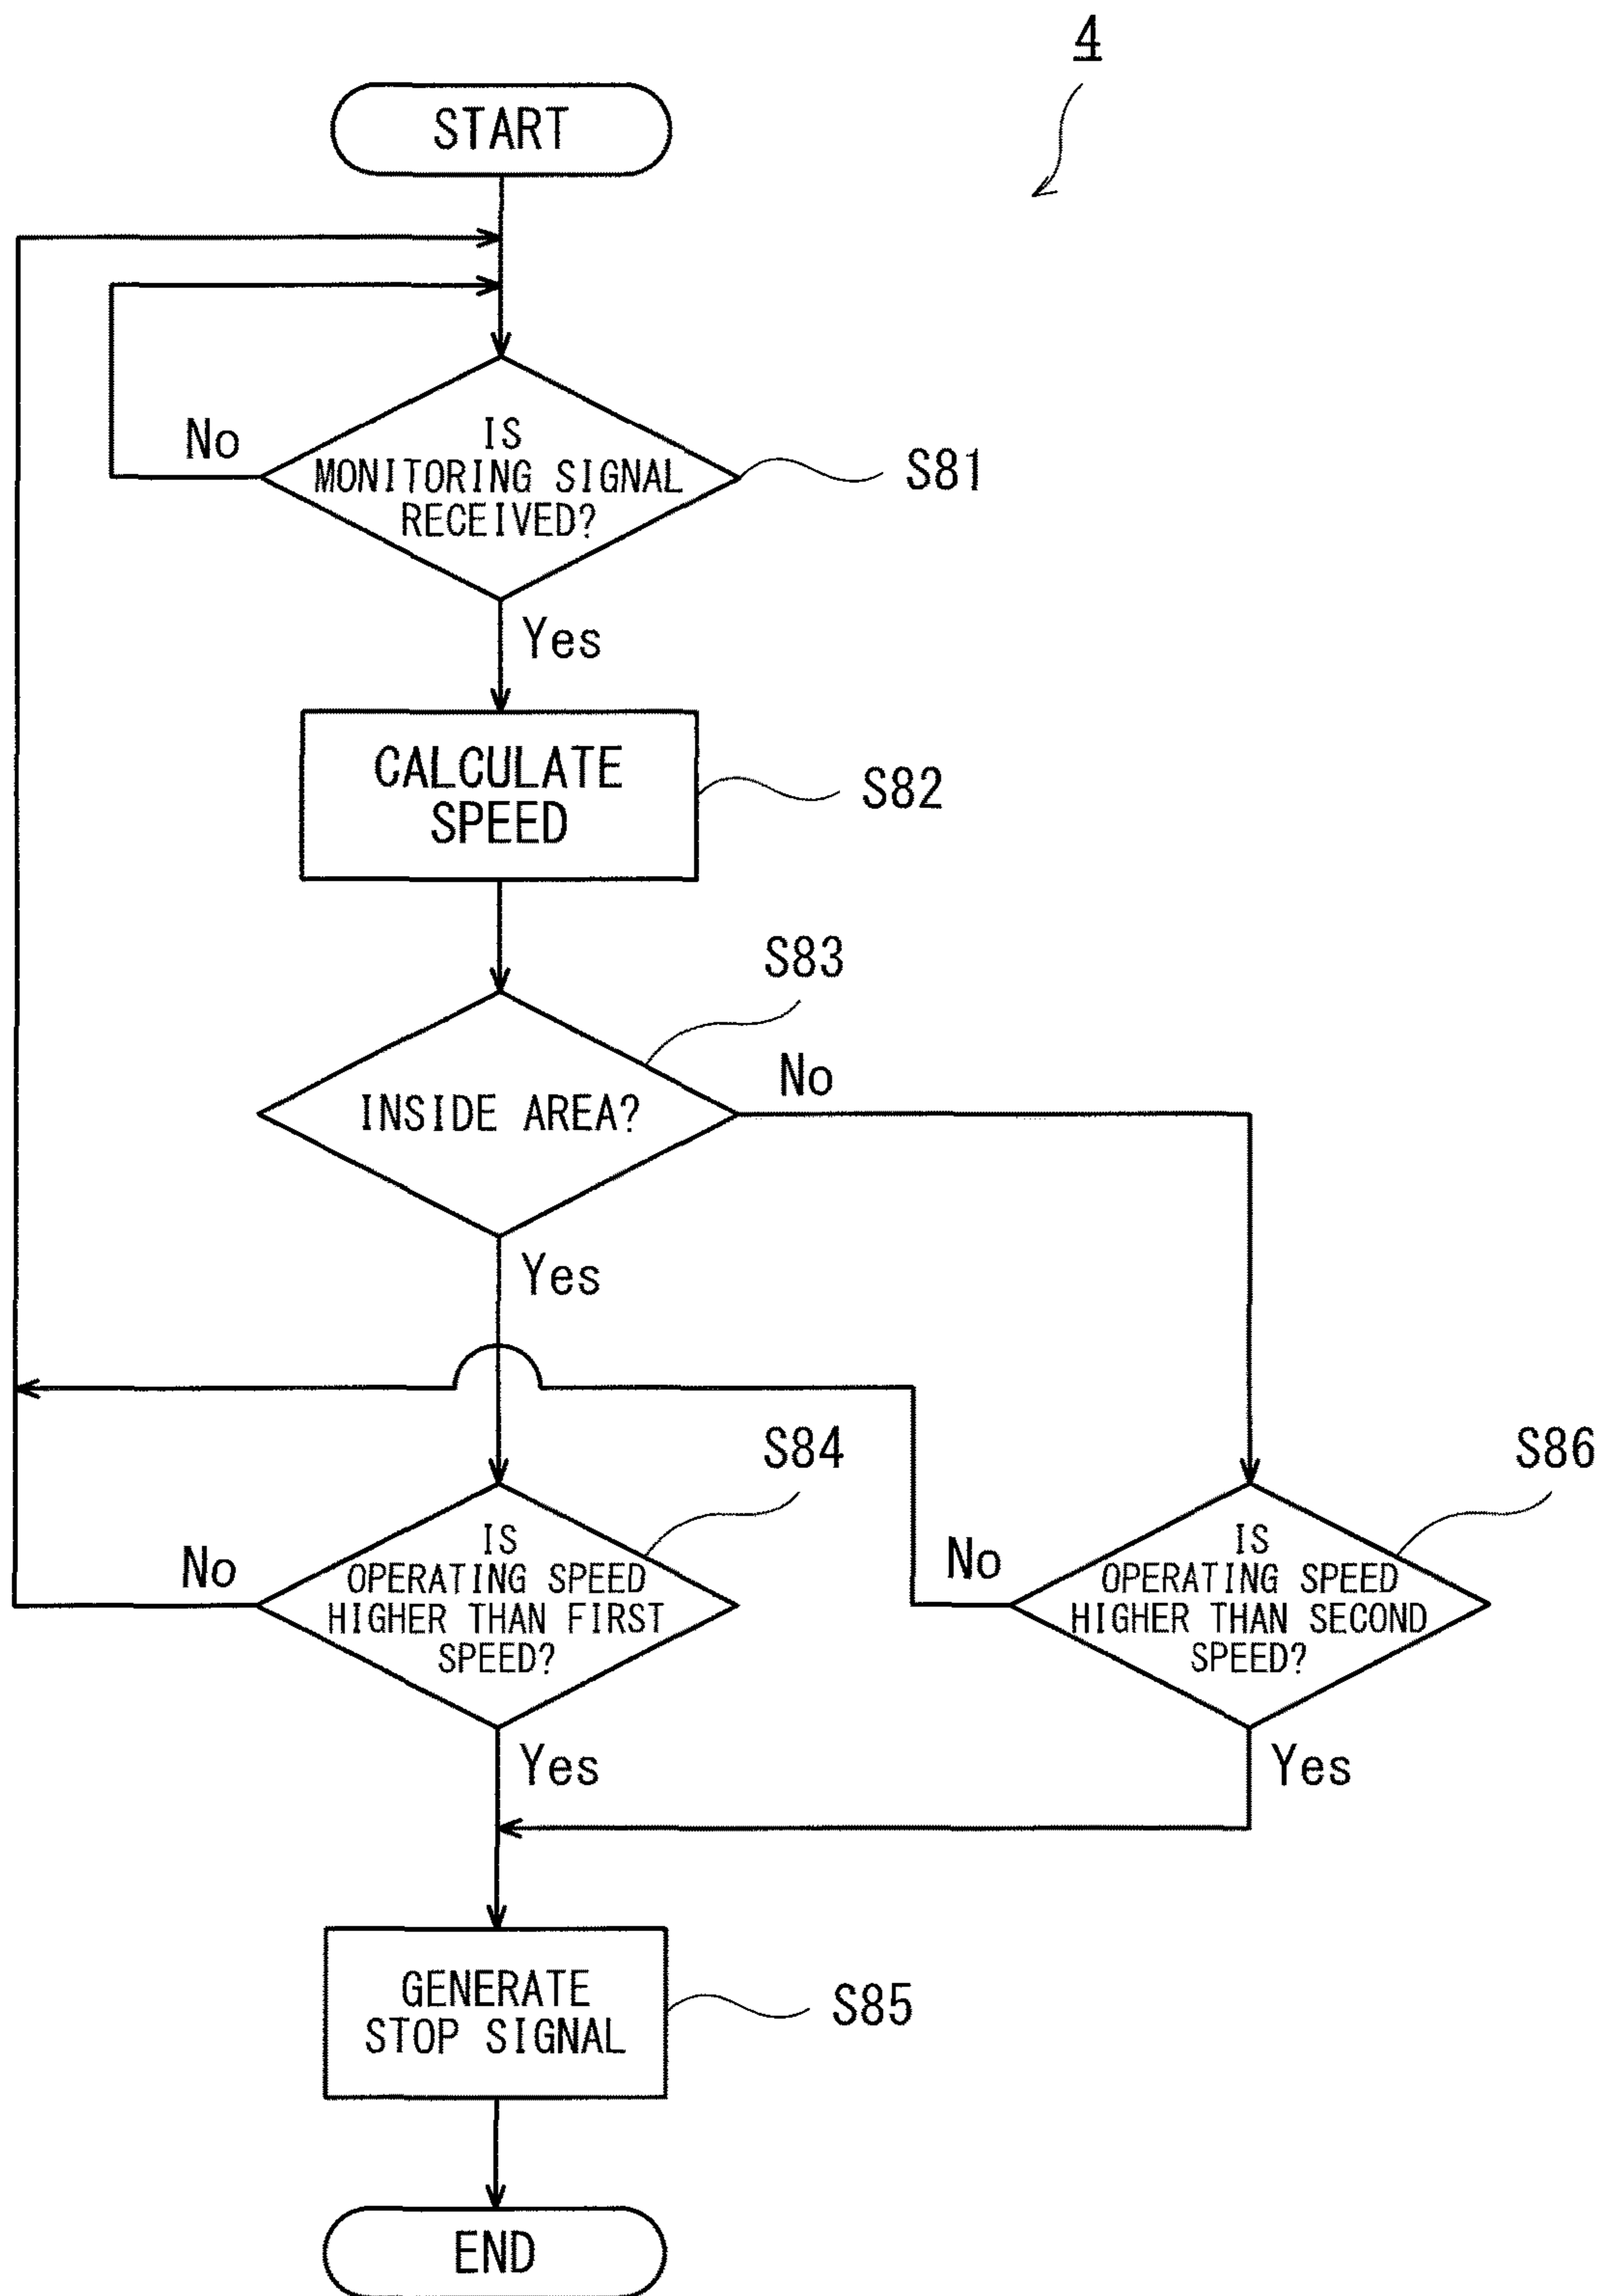 4
START
No
IS
MONITORING SIGNAL
RECEIVED?
S81
Yes
CALCULATE
SPEED
S82
S83
INSIDE AREA?
No
Yes
S84
S86
No
IS
OPERATING SPEED
HIGHER THAN FIRST
SPEED?
No
IS
OPERATING SPEED
HIGHER THAN SECOND
SPEED?
Yes
Yes
GENERATE
STOP SIGNAL
S85
END